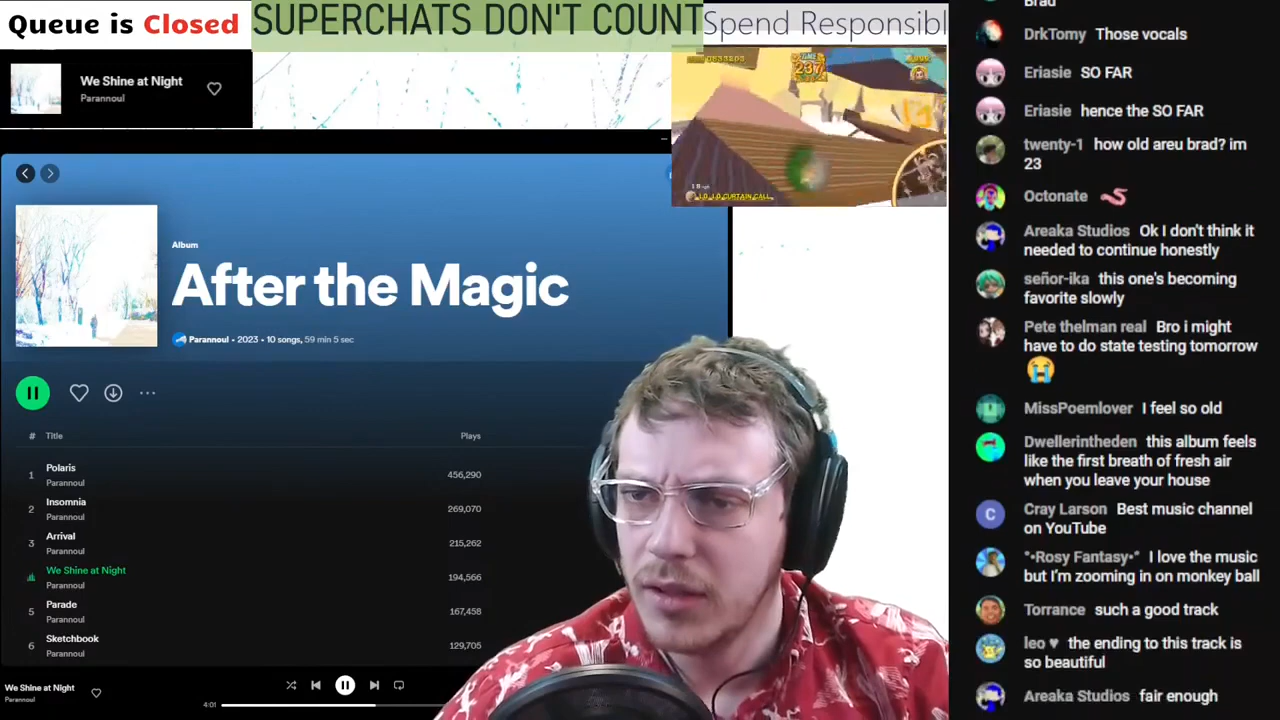 Queue is Closed
SUPERCHATS DON'T COUNT
Spend Responsibl
We Shine at Night
Parannoul
237
Album
After the Magic
Parannoul • 2023 • 10 songs, 59 min 5 sec
# Title Plays
1 Polaris 456,290
Parannoul
2 Insomnia 269,070
Parannoul
3 Arrival 215,262
Parannoul
We Shine at Night 194,566
Parannoul
5 Parade 167,458
Parannoul
6 Sketchbook 129,705
Parannoul
We Shine at Night
Parannoul
4:01
Brad
DrkTomy Those vocals
Eriasie SO FAR
Eriasie hence the SO FAR
twenty-1 how old areu brad? im
23
Octonate
Areaka Studios Ok I don't think it
needed to continue honestly
señor-ika this one's becoming
favorite slowly
Pete thelman real Bro i might
have to do state testing tomorrow
MissPoemlover I feel so old
Dwellerintheden this album feels
like the first breath of fresh air
when you leave your house
C
Cray Larson Best music channel
on YouTube
*•Rosy Fantasy•* I love the music
but I'm zooming in on monkey ball
Torrance such a good track
leo ♥ the ending to this track is
so beautiful
Areaka Studios fair enough